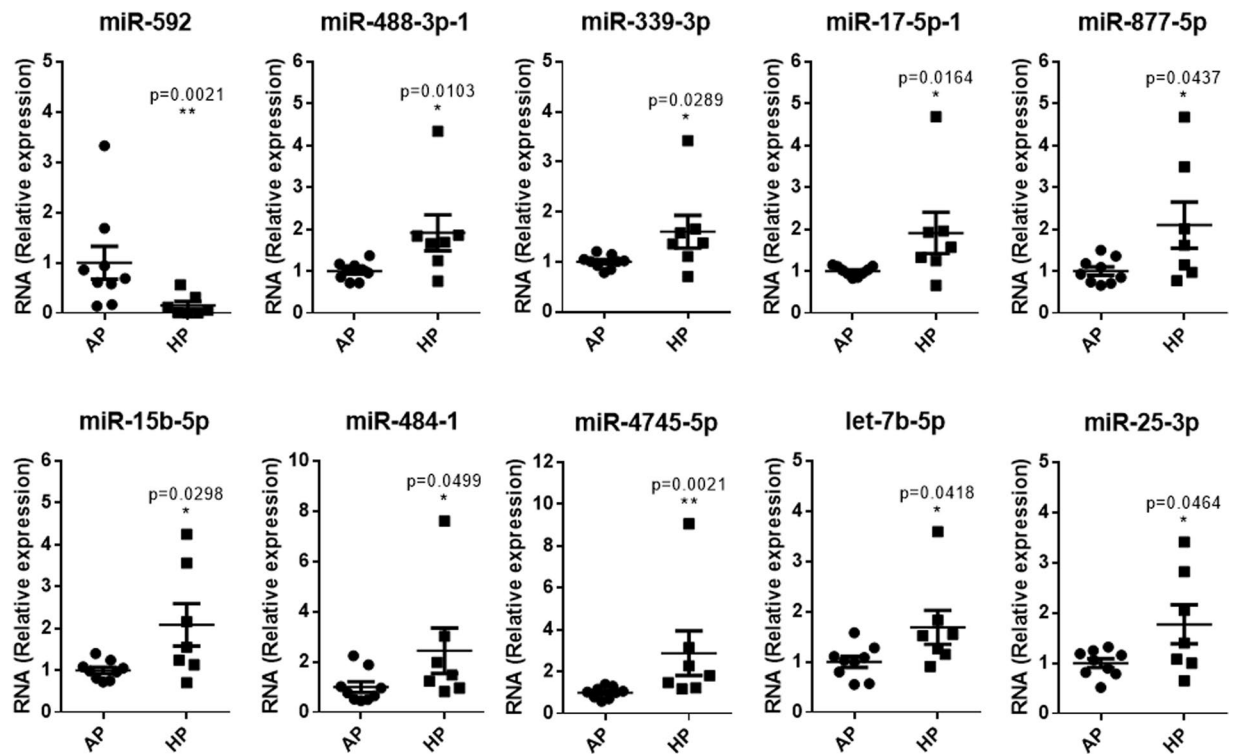 miR-592
miR-488-3p-1
miR-339-3p
miR-17-5p-1
miR-877-5p
RNA (Relative expression)
5
4
3
2
1
0
p=0.0021
**
AP
HP
RNA (Relative expression)
6
5
4
3
2
1
0
p=0.0103
*
AP
HP
RNA (Relative expression)
5
4
3
2
1
0
p=0.0289
*
AP
HP
RNA (Relative expression)
6
5
4
3
2
1
0
p=0.0164
*
AP
HP
RNA (Relative expression)
6
5
4
3
2
1
0
p=0.0437
*
AP
HP
miR-15b-5p
miR-484-1
miR-4745-5p
let-7b-5p
miR-25-3p
RNA (Relative expression)
6
5
4
3
2
1
0
p=0.0298
*
AP
HP
RNA (Relative expression)
10
8
6
4
2
0
p=0.0499
*
AP
HP
RNA (Relative expression)
12
10
8
6
4
2
0
p=0.0021
**
AP
HP
RNA (Relative expression)
5
4
3
2
1
0
p=0.0418
*
AP
HP
RNA (Relative expression)
5
4
3
2
1
0
p=0.0464
*
AP
HP